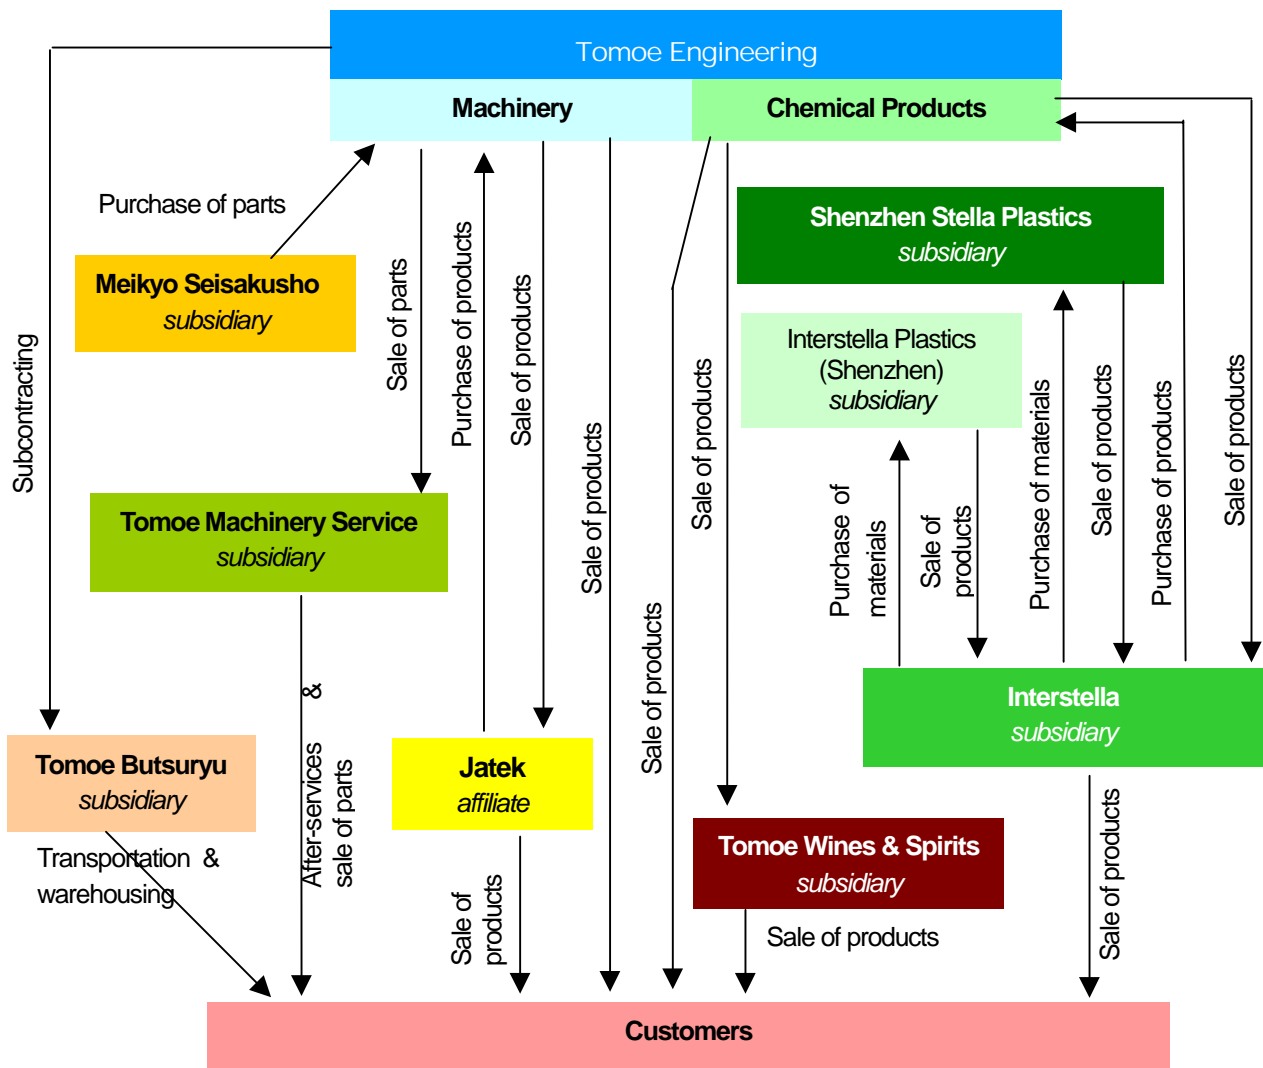 Tomoe Engineering
Machinery
Chemical Products
Purchase of parts
Meikyo Seisakusho
subsidiary
Subcontracting
Sale of parts
Purchase of products
Sale of products
Sale of products
Sale of products
Sale of products
Shenzhen Stella Plastics
subsidiary
Interstella Plastics
(Shenzhen)
subsidiary
Purchase of
materials
Sale of
products
Purchase of materials
Sale of products
Purchase of products
Sale of products
Tomoe Machinery Service
subsidiary
Interstella
subsidiary
Tomoe Butsuryu
subsidiary
Transportation &
warehousing
After-services &
sale of parts
Jatek
affiliate
Sale of
products
Tomoe Wines & Spirits
subsidiary
Sale of products
Sale of products
Customers